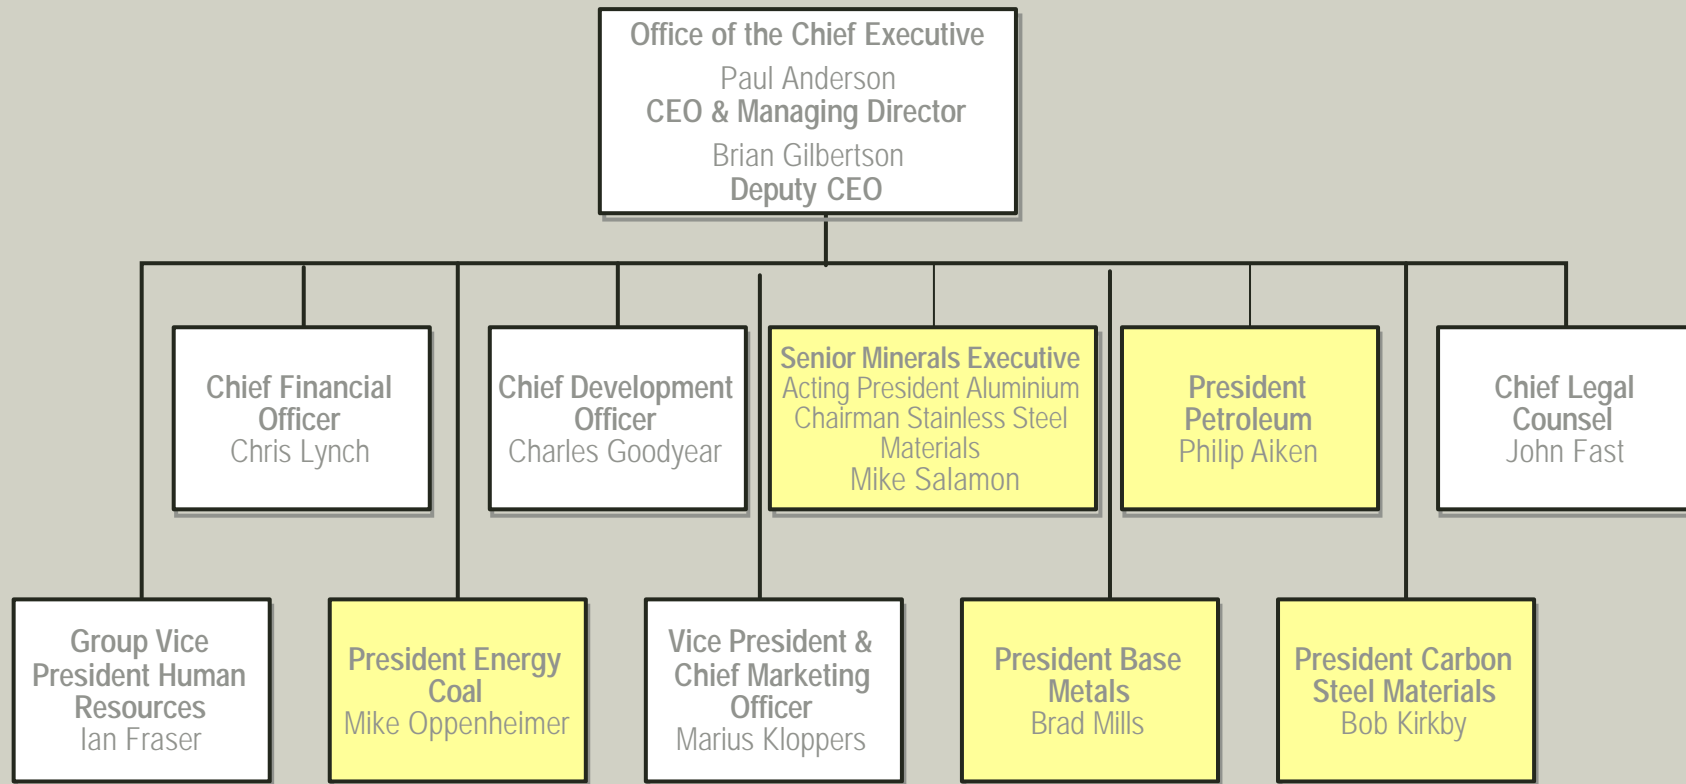 Office of the Chief Executive
Paul Anderson
CEO & Managing Director
Brian Gilbertson
Deputy CEO
Chief Financial
Officer
Chris Lynch
Chief Development
Officer
Charles Goodyear
Senior Minerals Executive
Acting President Aluminium
Chairman Stainless Steel
Materials
Mike Salamon
President
Petroleum
Philip Aiken
Chief Legal
Counsel
John Fast
Group Vice
President Human
Resources
Ian Fraser
President Energy
Coal
Mike Oppenheimer
Vice President &
Chief Marketing
Officer
Marius Kloppers
President Base
Metals
Brad Mills
President Carbon
Steel Materials
Bob Kirkby